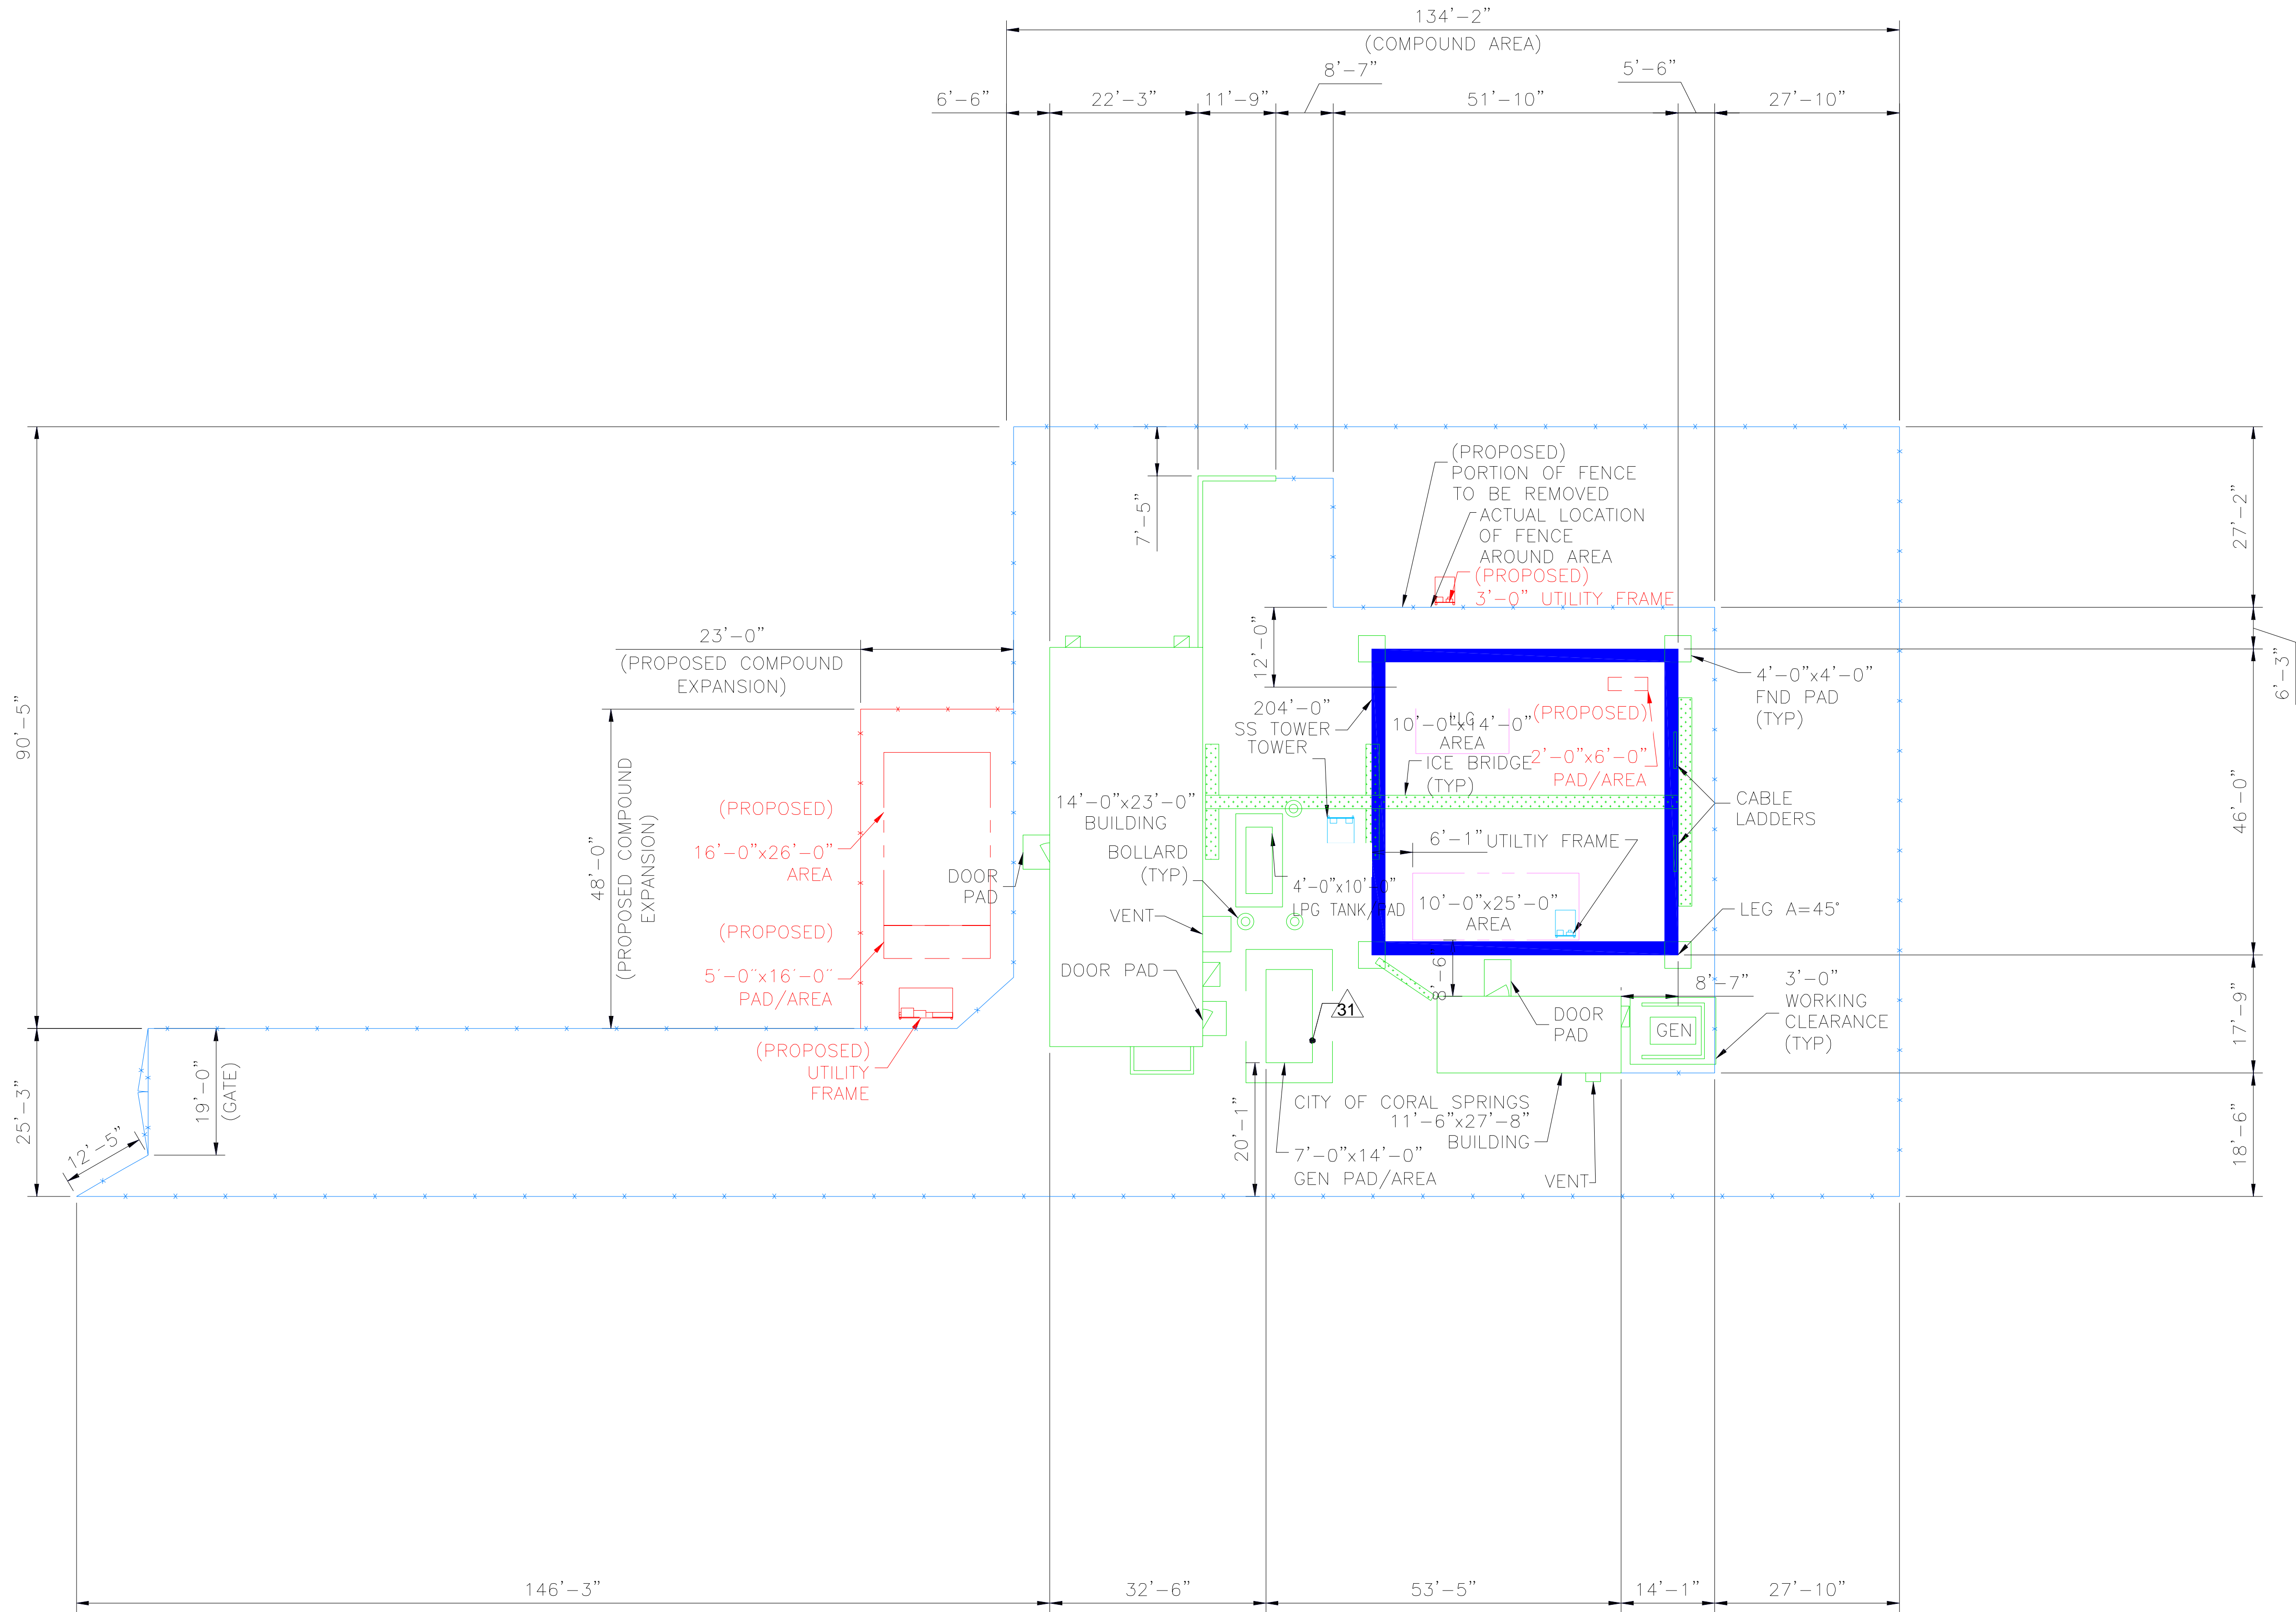 134'-2"
(COMPOUND AREA)
8'-7"
5'-6"
6'-6"
22'-3"
11'-9"
51'-10"
27'-10"
(PROPOSED)
PORTION OF FENCE
TO BE REMOVED
ACTUAL LOCATION
OF FENCE
AROUND AREA
(PROPOSED)
3'-0" UTILITY FRAME
7'-5"
27'-2"
6'-3"
12'-0"
23'-0"
(PROPOSED COMPOUND
EXPANSION)
4'-0"x4'-0"
FND PAD
(TYP)
90'-5"
204'-0"
SS TOWER
TOWER
LLG
10'-0"x14'-0"
AREA
(PROPOSED)
2'-0"x6'-0"
PAD/AREA
ICE BRIDGE
(TYP)
CABLE
LADDERS
46'-0"
14'-0"x23'-0"
BUILDING
(PROPOSED)
16'-0"x26'-0"
AREA
48'-0"
(PROPOSED COMPOUND
EXPANSION)
6'-1"
UTILTIY FRAME
BOLLARD
(TYP)
DOOR
PAD
4'-0"x10'-0"
LPG TANK/PAD
10'-0"x25'-0"
AREA
LEG A=45°
VENT
(PROPOSED)
5'-0"x16'-0"
PAD/AREA
DOOR PAD
8'-6
8'-7"
3'-0"
WORKING
CLEARANCE
(TYP)
17'-9"
31
DOOR
PAD
GEN
(PROPOSED)
UTILITY
FRAME
25'-3"
19'-0"
(GATE)
12'-5"
20'-1"
CITY OF CORAL SPRINGS
11'-6"x27'-8"
BUILDING
7'-0"x14'-0"
GEN PAD/AREA
VENT
18'-6"
146'-3"
32'-6"
53'-5"
14'-1"
27'-10"